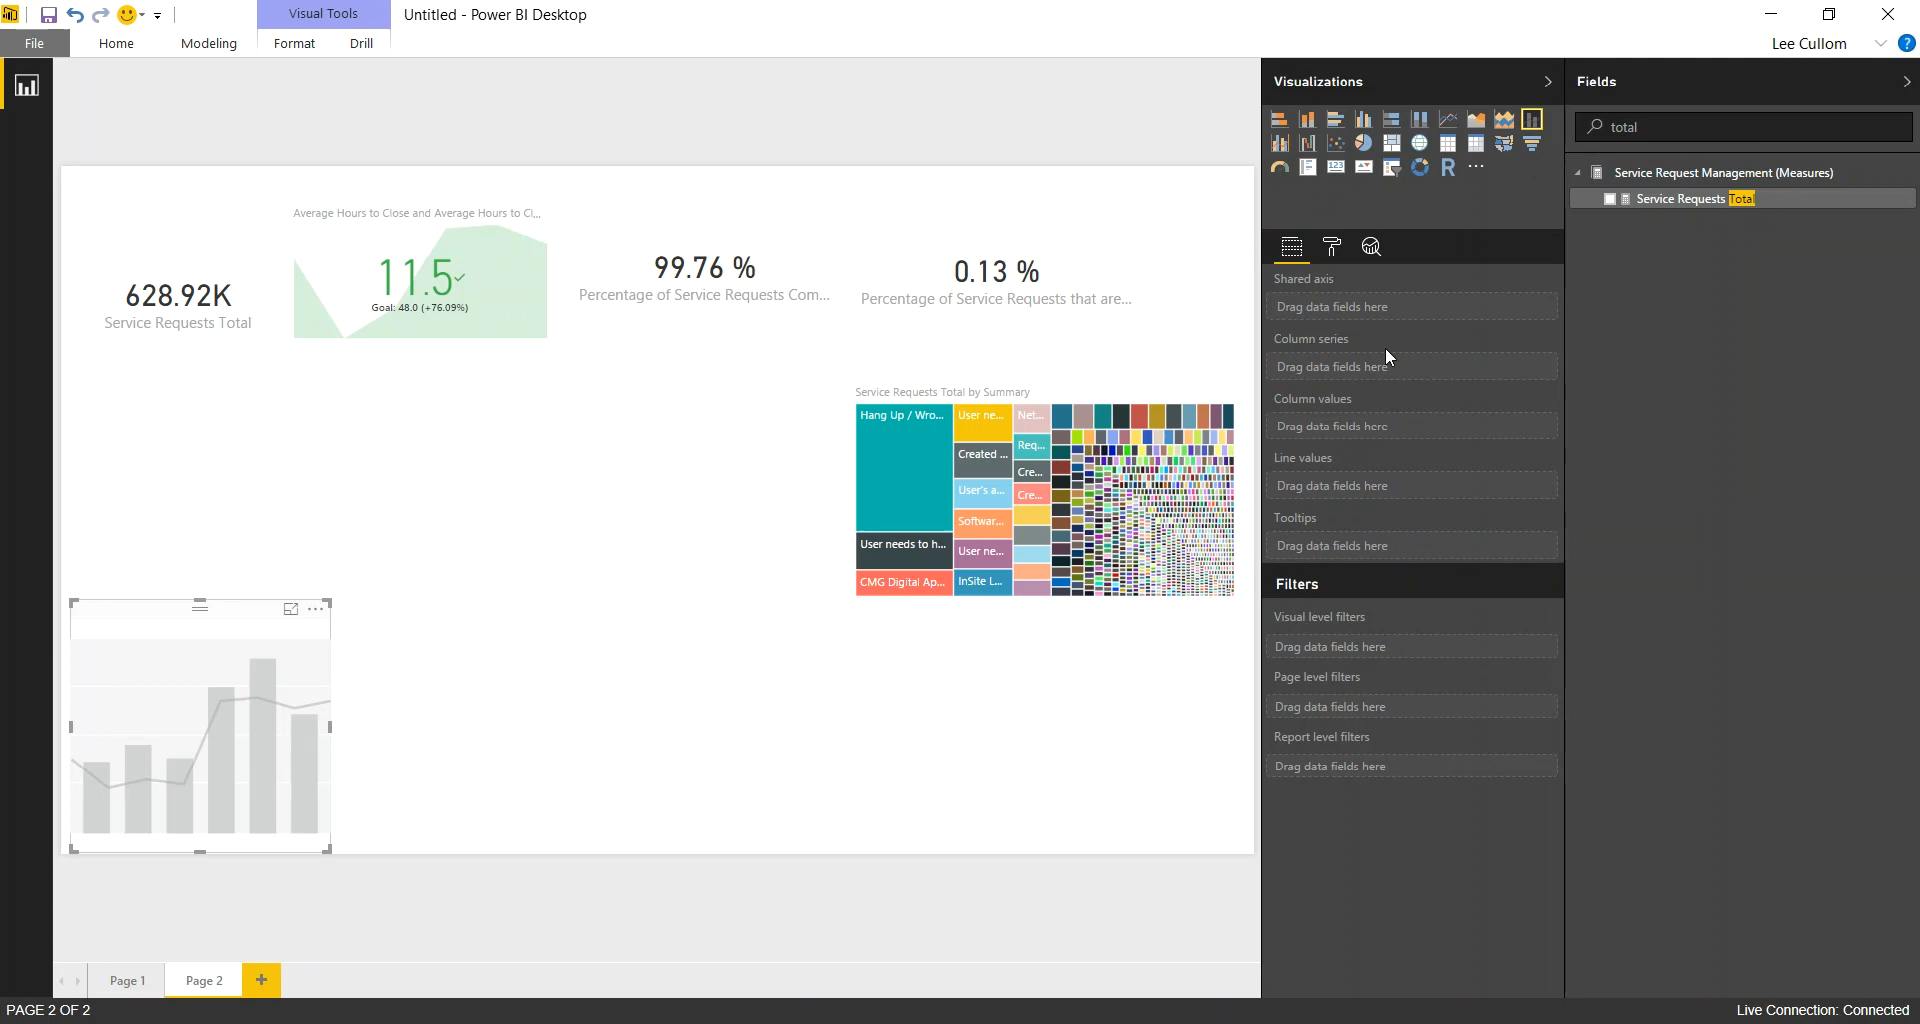 Visual Tools
Untitled - Power BI Desktop
File
Home
Modeling
Format
Drill
Lee Cullom
?
Visualizations
Fields
total
Service Request Management (Measures)
Service Requests Total
123
R
Average Hours to Close and Average Hours to Cl...
11.5
Goal: 48.0 (+76.09%)
628.92K
Service Requests Total
99.76 %
Percentage of Service Requests Com...
0.13 %
Percentage of Service Requests that are...
Service Requests Total by Summary
Hang Up / Wro...
User ne...
Net...
Created ...
Req...
Cre...
User's a...
Cre...
Softwar...
User needs to h...
User ne...
CMG Digital Ap...
InSite L...
Shared axis
Drag data fields here
Column series
Drag data fields here
Column values
Drag data fields here
Line values
Drag data fields here
Tooltips
Drag data fields here
Filters
Visual level filters
Drag data fields here
Page level filters
Drag data fields here
Report level filters
Drag data fields here
Page 1
Page 2
+
PAGE 2 OF 2
Live Connection: Connected